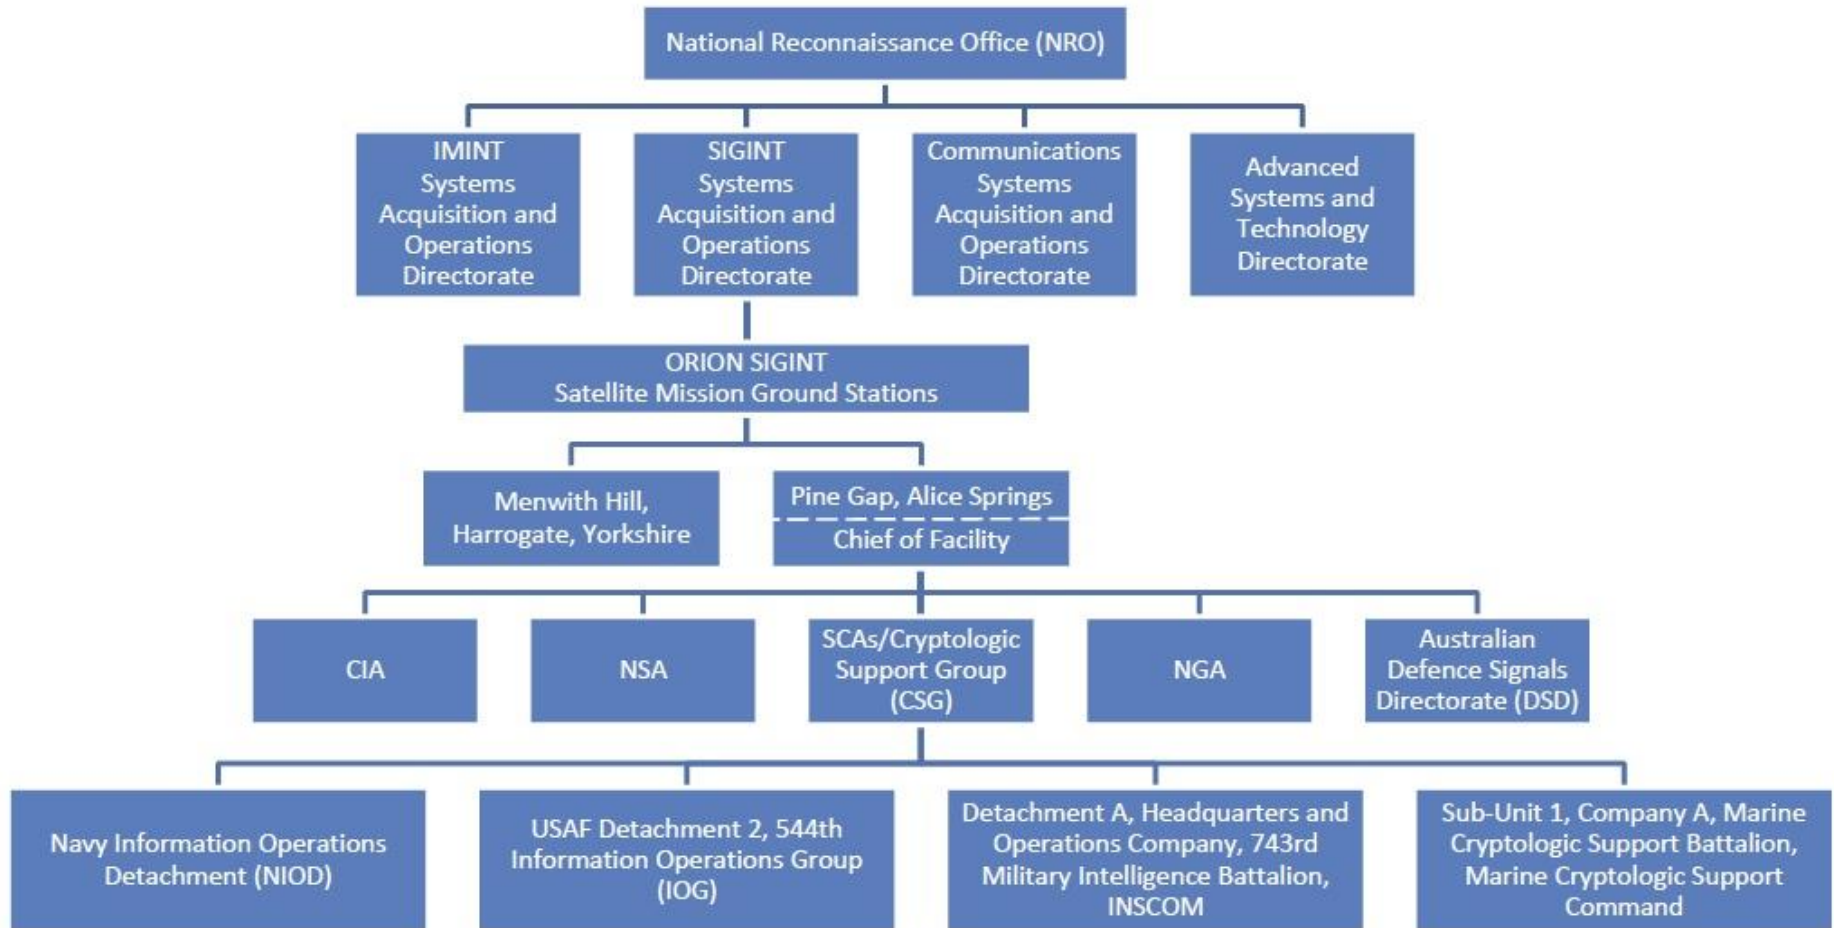 National Reconnaissance Office (NRO)
IMINT
Systems
Acquisition and
Operations
Directorate
SIGINT
Systems
Acquisition and
Operations
Directorate
Communications
Systems
Acquisition and
Operations
Directorate
Advanced
Systems and
Technology
Directorate
ORION SIGINT
Satellite Mission Ground Stations
Menwith Hill,
Harrogate, Yorkshire
Pine Gap, Alice Springs
Chief of Facility
CIA
NSA
SCAs/Cryptologic
Support Group
(CSG)
NGA
Australian
Defence Signals
Directorate (DSD)
Navy Information Operations
Detachment (NIOD)
USAF Detachment 2, 544th
Information Operations Group
(IOG)
Detachment A, Headquarters and
Operations Company, 743rd
Military Intelligence Battalion,
INSCOM
Sub-Unit 1, Company A, Marine
Cryptologic Support Battalion,
Marine Cryptologic Support
Command